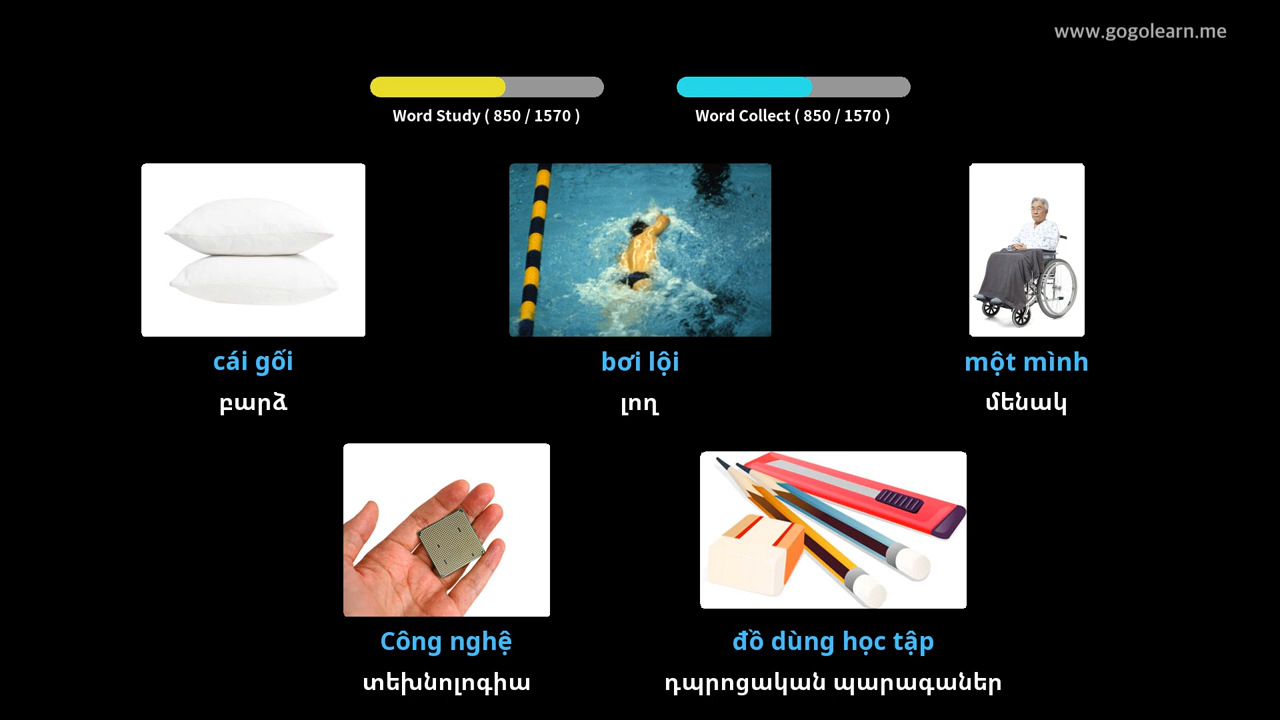 www.gogolearn.me
Word Study ( 850 / 1570 )
Word Collect ( 850 / 1570 )
cái gối
բարձ
bơi lội
լող
một mình
մենակ
Công nghệ
տեխնոլոգիա
đồ dùng học tập
դպրոցական պարագաներ